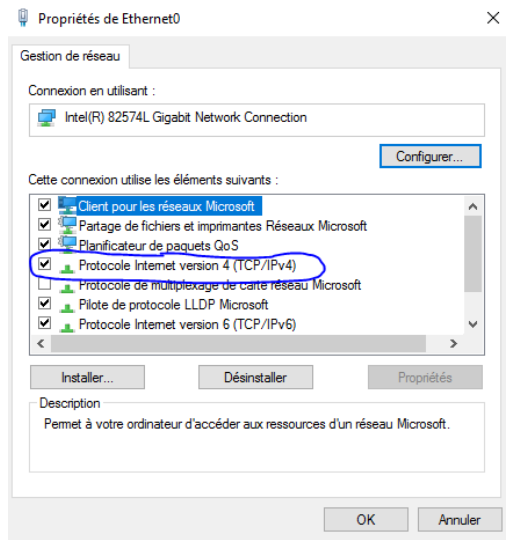 Propriétés de Ethernet0
Gestion de réseau
Connexion en utilisant :
Intel(R) 82574L Gigabit Network Connection
Configurer...
Cette connexion utilise les éléments suivants :
Client pour les réseaux Microsoft
Partage de fichiers et imprimantes Réseaux Microsoft
Planificateur de paquets QoS
Protocole Internet version 4 (TCP/IPv4)
Protocole de multiplexage de carte réseau Microsoft
Pilote de protocole LLDP Microsoft
Protocole Internet version 6 (TCP/IPv6)
Installer... Désinstaller Propriétés
Description
Permet à votre ordinateur d'accéder aux ressources d'un réseau Microsoft.
OK Annuler